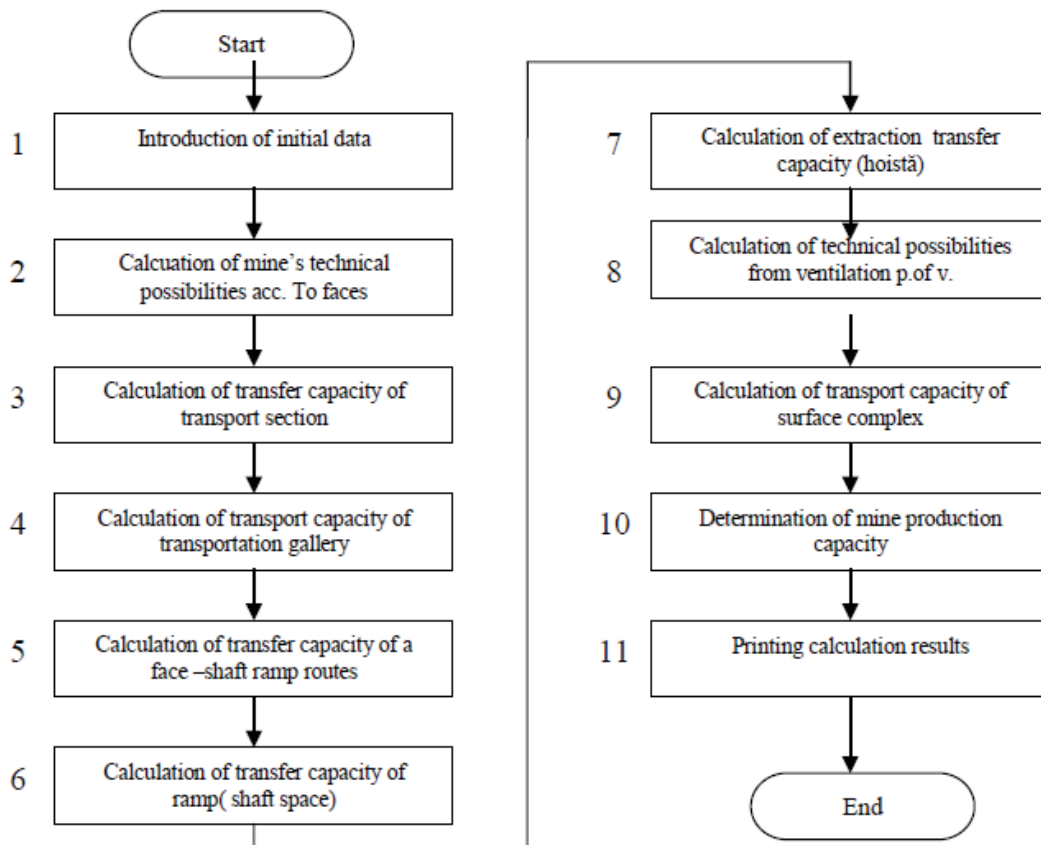 Start
1
Introduction of initial data
2
Calcuation of mine's technical
possibilities acc. To faces
3
Calculation of transfer capacity of
transport section
4
Calculation of transport capacity of
transportation gallery
5
Calculation of transfer capacity of a
face –shaft ramp routes
6
Calculation of transfer capacity of
ramp( shaft space)
7
Calculation of extraction transfer
capacity (hoistă)
8
Calculation of technical possibilities
from ventilation p.of v.
9
Calculation of transport capacity of
surface complex
10
Determination of mine production
capacity
11
Printing calculation results
End